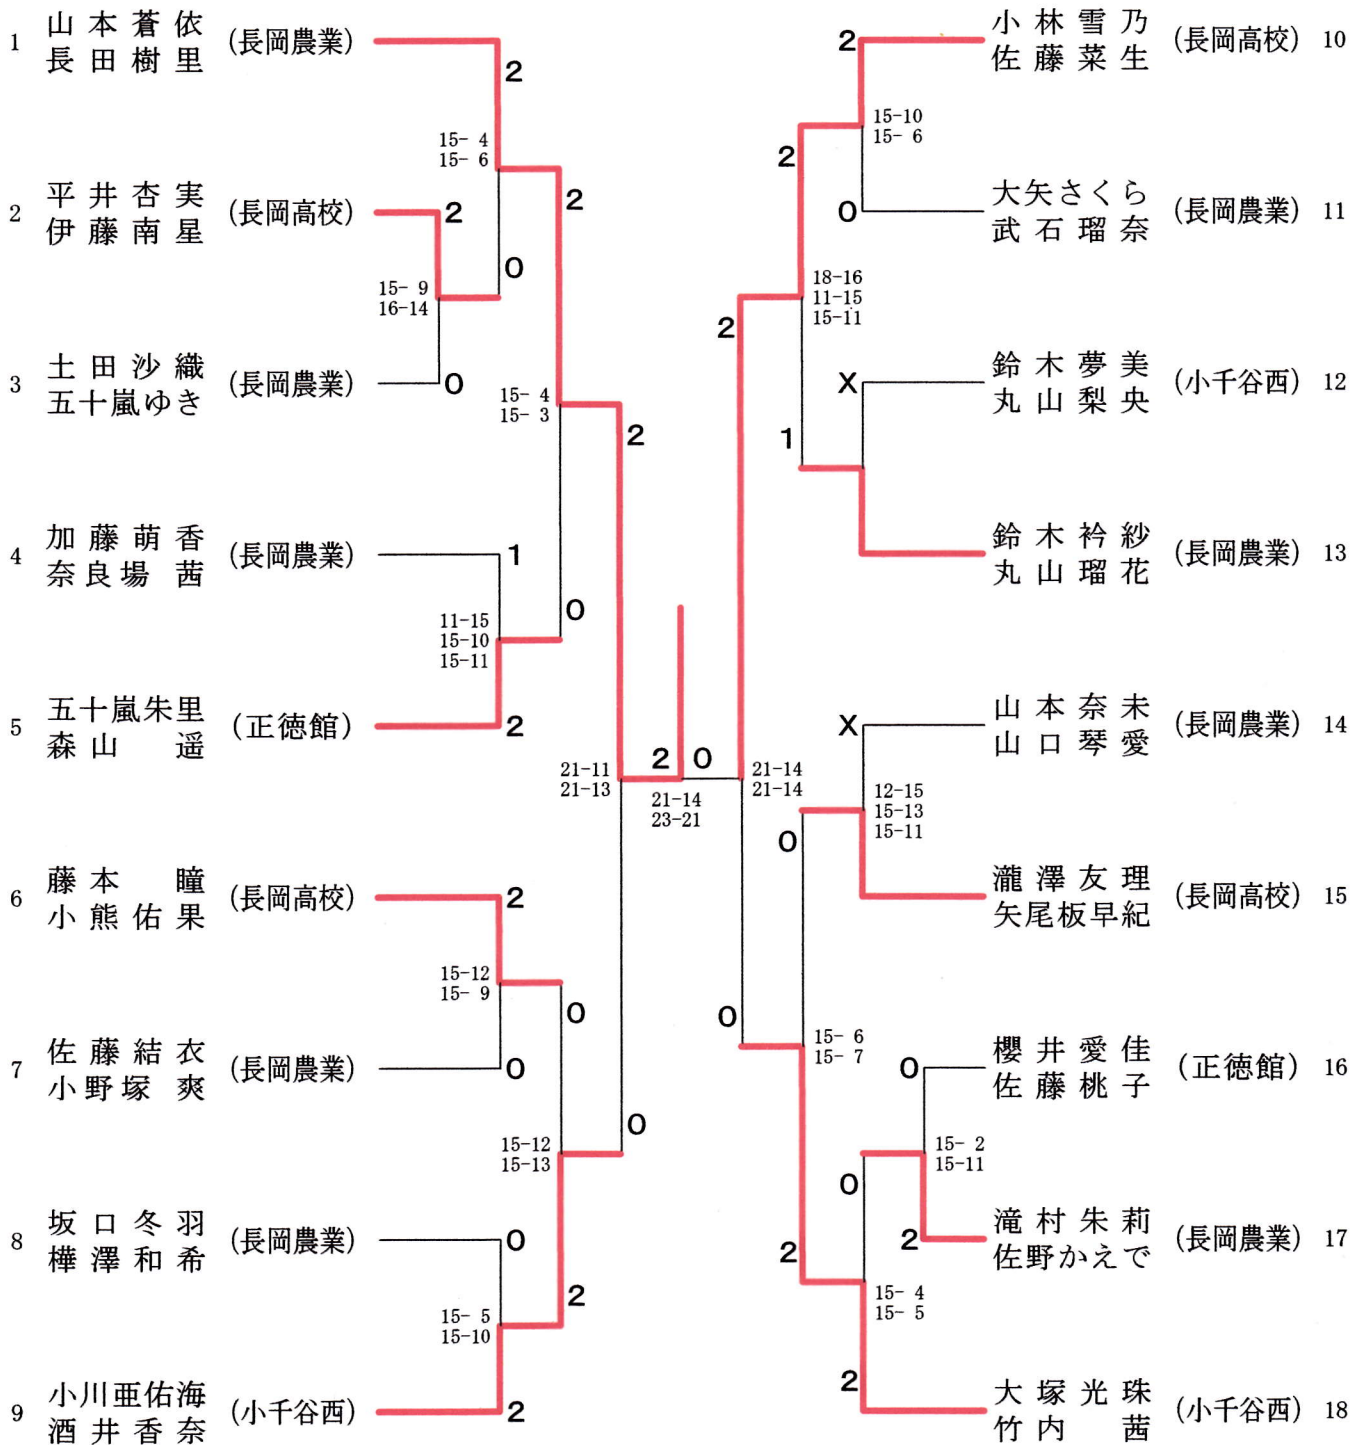 1 山本蒼依 (長岡農業)
長田樹里
2
15- 4
15- 6
2 平井杏実 (長岡高校)
伊藤南星
2
2
0
15- 9
16-14
3 土田沙織 (長岡農業)
五十嵐ゆき
0
15- 4
15- 3
2
4 加藤萌香 (長岡農業)
奈良場茜
1
0
11-15
15-10
15-11
5 五十嵐朱里 (正徳館)
森山遥
2
21-11
21-13
2 0
21-14
23-21
6 藤本瞳 (長岡高校)
小熊佑果
2
15-12
15- 9
0
7 佐藤結衣 (長岡農業)
小野塚爽
0
0
15-12
15-13
8 坂口冬羽 (長岡農業)
樺澤和希
0
2
15- 5
15-10
9 小川亜佑海 (小千谷西)
酒井香奈
2
2 小林雪乃 (長岡高校) 10
佐藤菜生
15-10
15- 6
2
0 大矢さくら (長岡農業) 11
武石瑠奈
18-16
11-15
15-11
2
X 鈴木夢美 (小千谷西) 12
丸山梨央
1
鈴木衿紗 (長岡農業) 13
丸山瑠花
X 山本奈未 (長岡農業) 14
山口琴愛
21-14
21-14
12-15
15-13
15-11
0
瀧澤友理 (長岡高校) 15
矢尾板早紀
0
15- 6
15- 7
0 櫻井愛佳 (正徳館) 16
佐藤桃子
15- 2
15-11
0
2 滝村朱莉 (長岡農業) 17
佐野かえで
2
15- 4
15- 5
2 大塚光珠 (小千谷西) 18
竹内茜